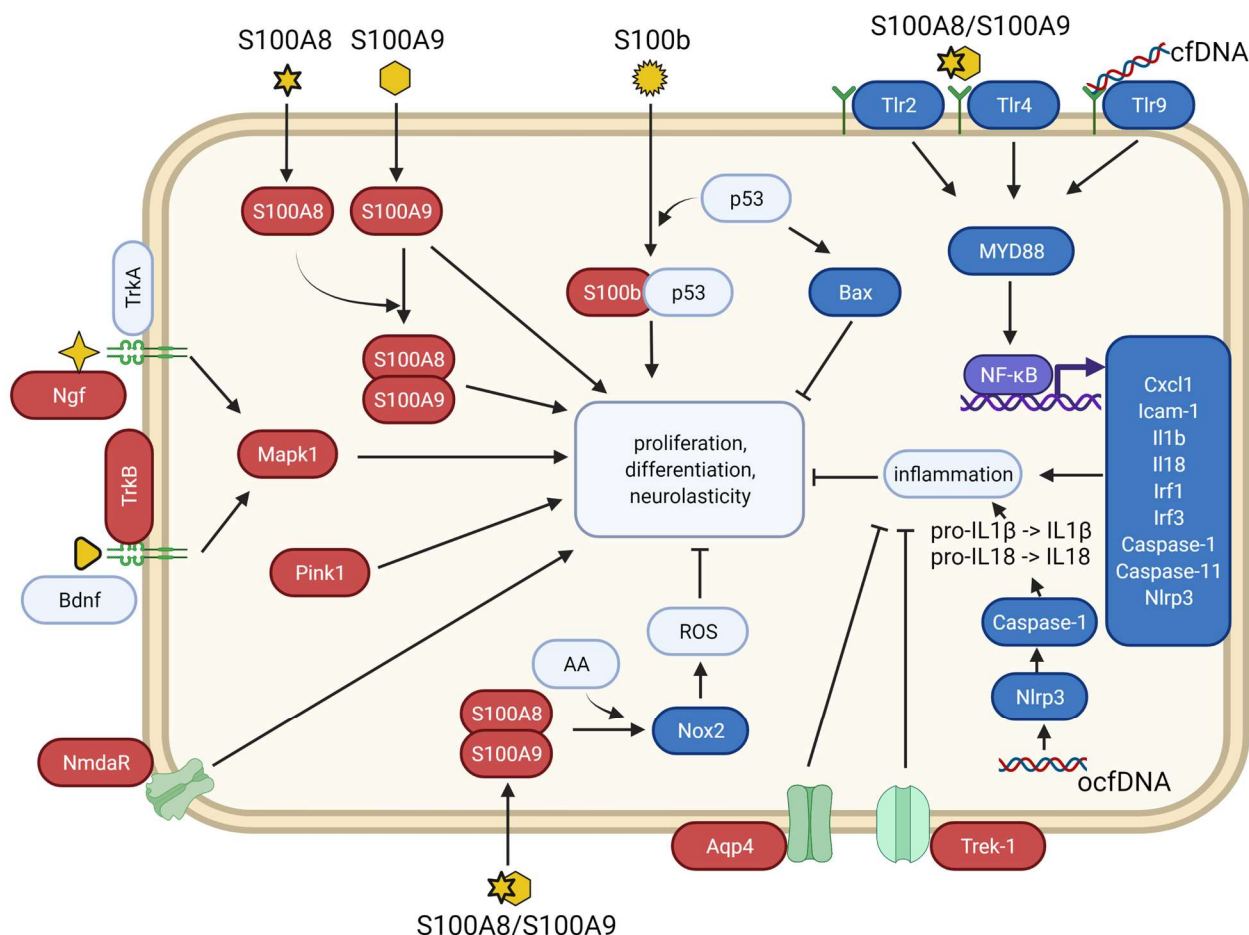 S100A8
S100A9
S100b
S100A8/S100A9
cfDNA
Tlr2
Tlr4
Tlr9
S100A8
S100A9
p53
MYD88
TrkA
S100b
p53
Bax
S100A8
S100A9
Ngf
NF-κB
Cxcl1
Icam-1
Il1b
Il18
Irf1
Irf3
Caspase-1
Caspase-11
Nlrp3
TrkB
Mapk1
proliferation,
differentiation,
neurolasticity
inflammation
pro-IL1β -> IL1β
pro-IL18 -> IL18
Pink1
Bdnf
ROS
Caspase-1
AA
Nlrp3
S100A8
S100A9
Nox2
NmdaR
ocfDNA
Aqp4
Trek-1
S100A8/S100A9